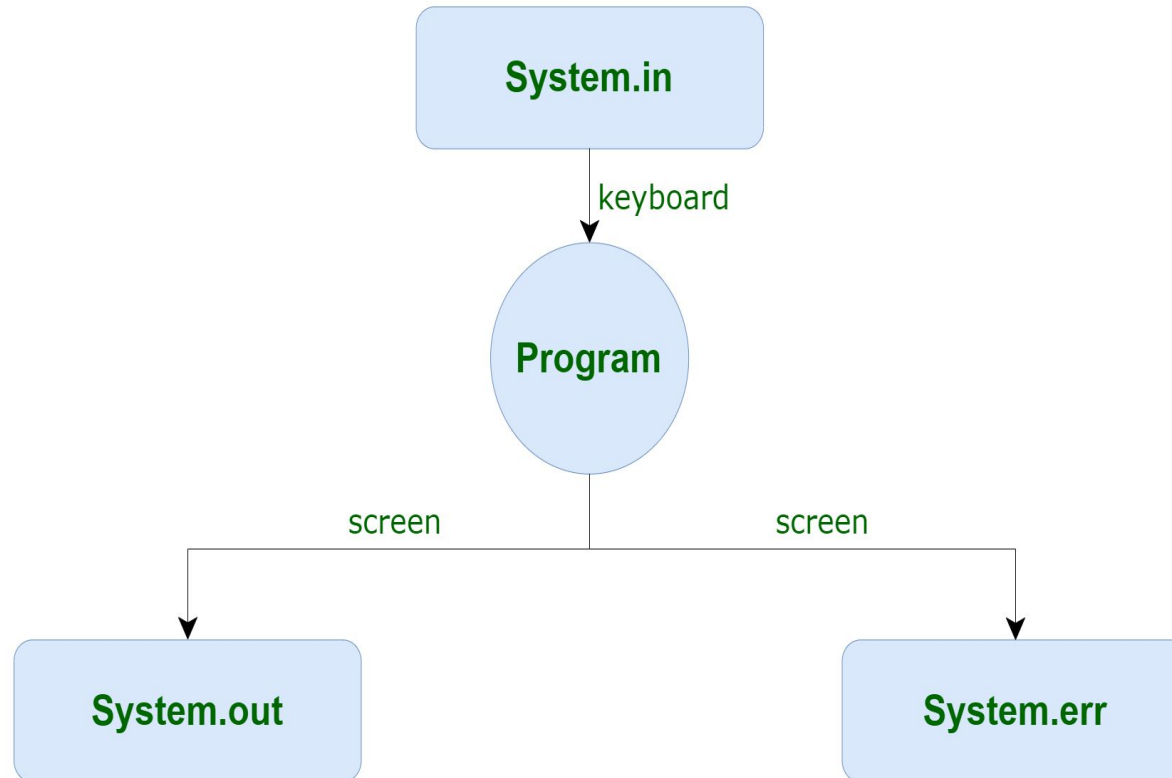 System.in
keyboard
Program
screen
screen
System.out
System.err